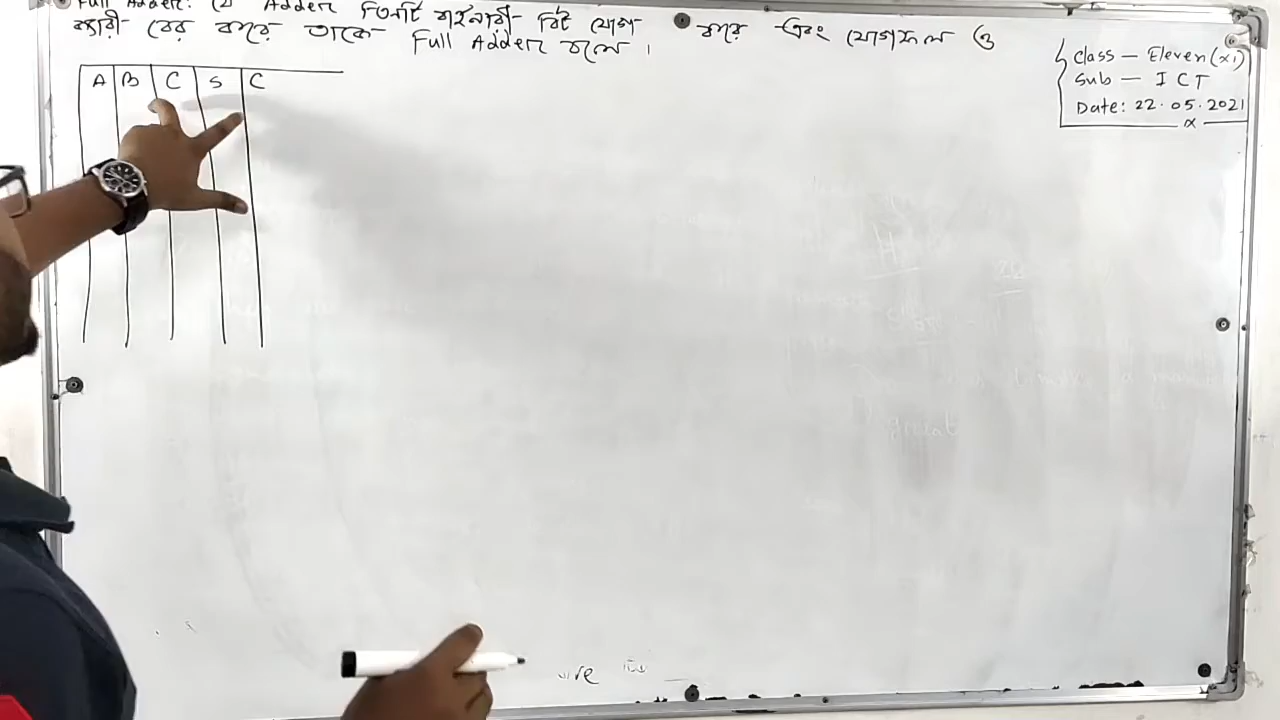 Full Adder: (2) Adder তিনটি বাইনারী- বিট যোগ করে এবং যোগফল ও
ক্যারী- বের করে তাকে- Full Adder বলে।
Class — Eleven (XI)
Sub — ICT
Date: 22.05.2021
x
A B C S C